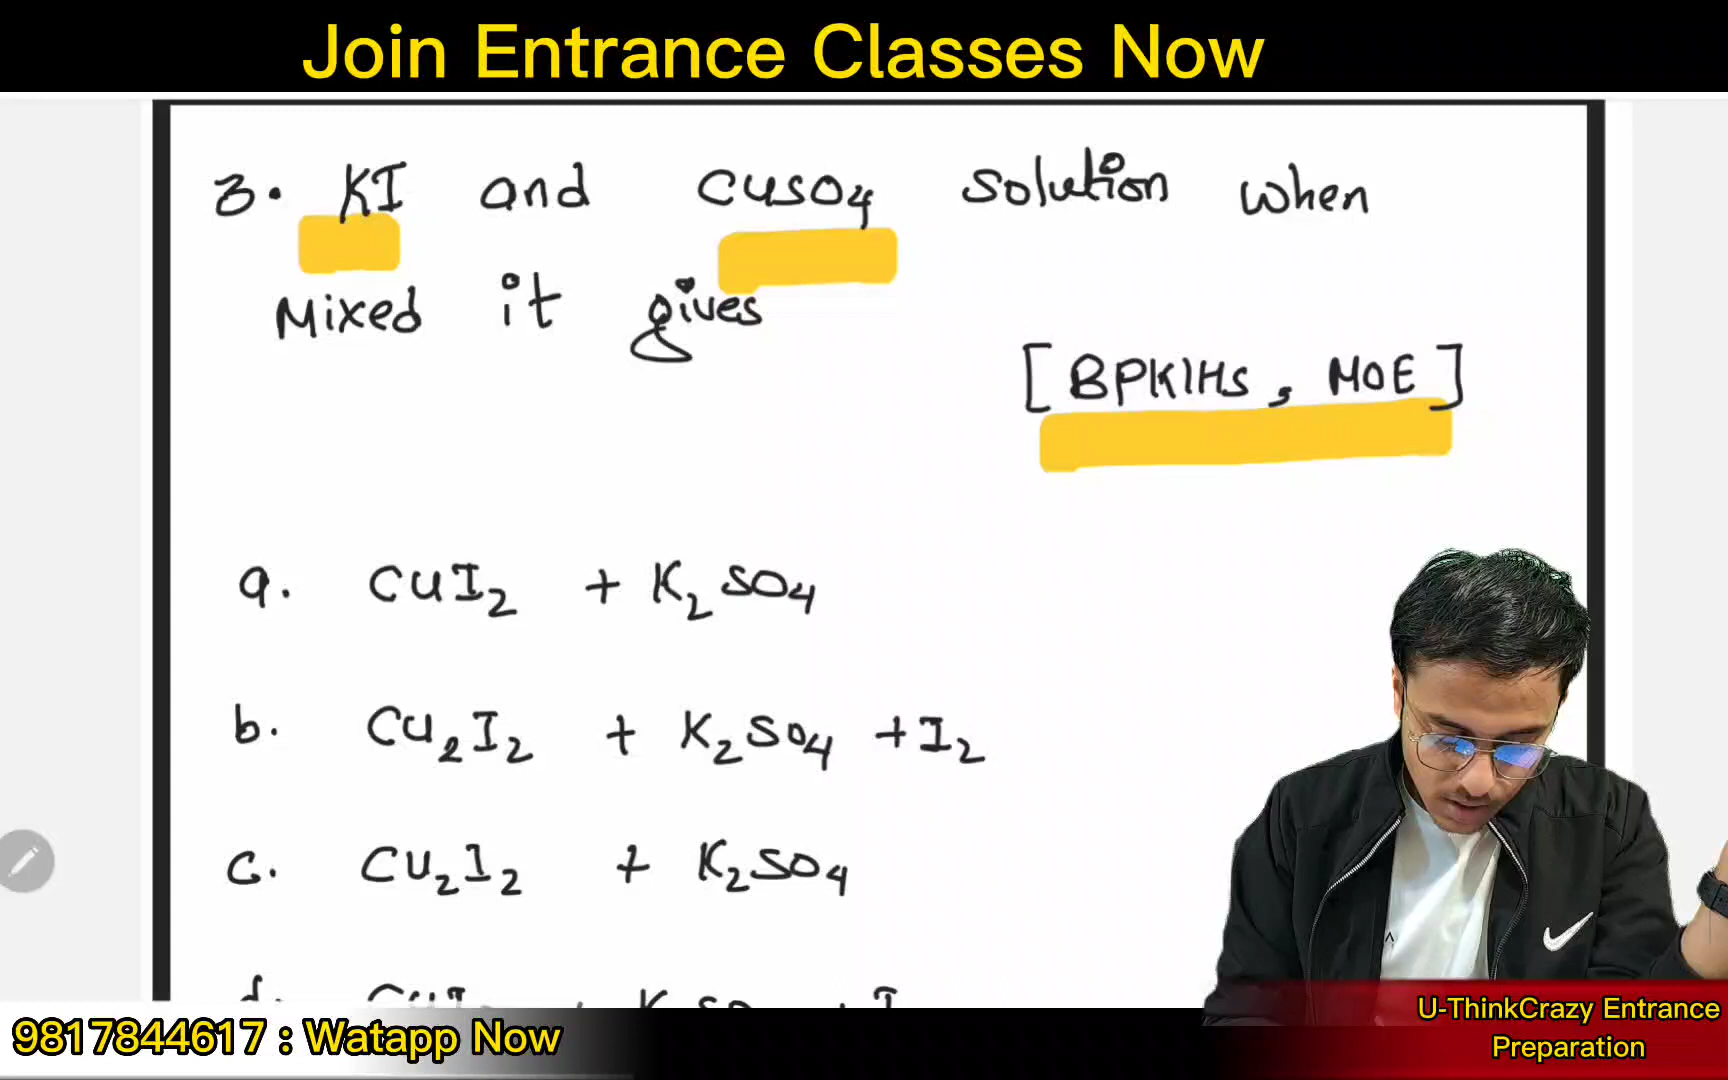 Join Entrance Classes Now
3. KI and CuSO4 solution when
Mixed it gives
[BPKIHS, MOE]
a. CuI2 + K2SO4
b. Cu2I2 + K2SO4 + I2
c. Cu2I2 + K2SO4
d.
9817844617 : Watapp Now
U-ThinkCrazy Entrance
Preparation